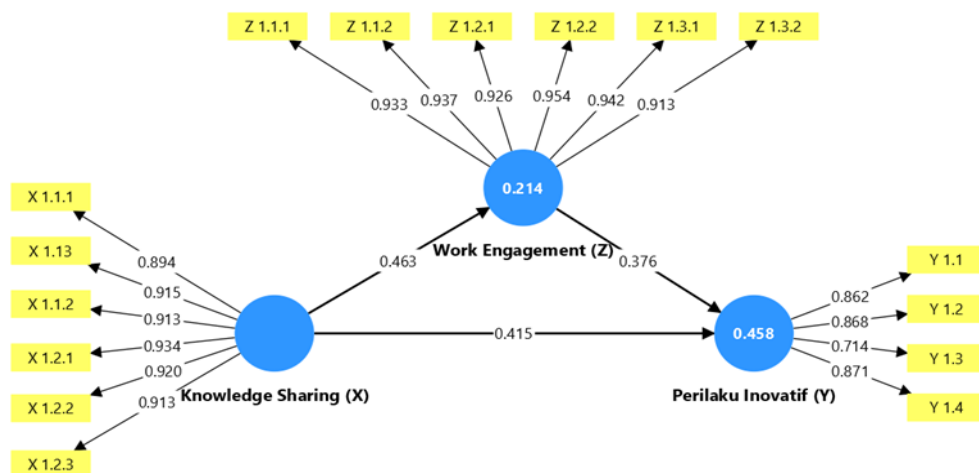 Z 1.1.1
Z 1.1.2
Z 1.2.1
Z 1.2.2
Z 1.3.1
Z 1.3.2
0.933
0.937
0.926
0.954
0.942
0.913
0.214
Work Engagement (Z)
X 1.1.1
X 1.13
X 1.1.2
X 1.2.1
X 1.2.2
X 1.2.3
0.894
0.915
0.913
0.934
0.920
0.913
Knowledge Sharing (X)
0.463
0.376
0.415
0.458
Perilaku Inovatif (Y)
0.862
0.868
0.714
0.871
Y 1.1
Y 1.2
Y 1.3
Y 1.4